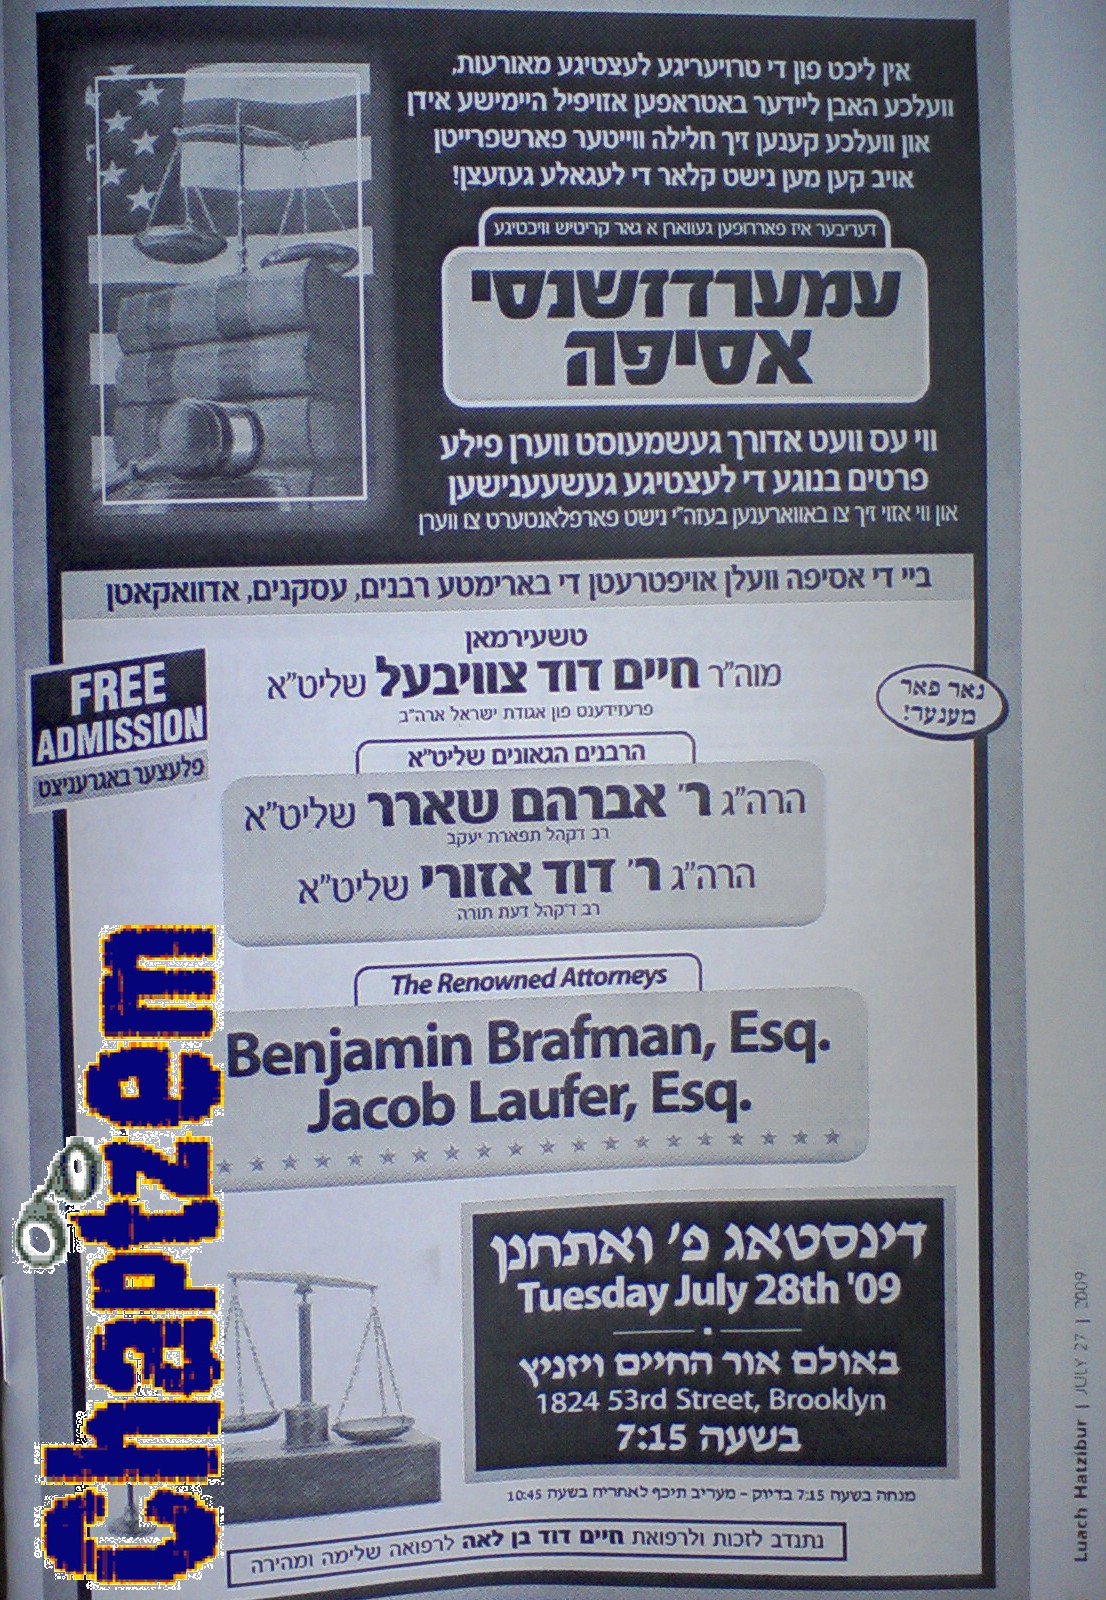 אין ליכט פון די טרויעריגע לעצטיגע מאורעות,
וועלכע האבן ליידער באטראפען אזויפיל היימישע אידן
און וועלכע קענען זיך חלילה ווייטער פארשפרייטן
אויב קען מען נישט קלאר די לעגאלע געזעצן!
דעריבער איז פאררופען געווארן א גאר קריטיש וויכטיגע
עמערדזשנסי
אסיפה
ווי עס וועט אדורך געשמועסט ווערן פילע
פרטים בנוגע די לעצטיגע געשעענישען
און ווי אזוי זיך צו באווארענען בעזה"י נישט פארפלאנטערט צו ווערן
ביי די אסיפה וועלן אויפטרעטן די בארימטע רבנים, עסקנים, אדוואקאטן
FREE
ADMISSION
פלעצער באגרעניצט
נאר פאר
מענער!
טשעירמאן
מוה"ר חיים דוד צוויבעל שליט"א
פרעזידענט פון אגודת ישראל ארה"ב
הרבנים הגאונים שליט"א
הרה"ג ר' אברהם שארר שליט"א
רב דקהל תפארת יעקב
הרה"ג ר' דוד אזורי שליט"א
רב ד'קהל דעת תורה
The Renowned Attorneys
Benjamin Brafman, Esq.
Jacob Laufer, Esq.
דינסטאג פ' ואתחנן
Tuesday July 28th '09
באולם אור החיים ויזניץ
1824 53rd Street, Brooklyn
בשעה 7:15
מנחה בשעה 7:15 בדיוק - מעריב תיכף לאחריה בשעה 10:45
נתנדב לזכות ולרפואת חיים דוד בן לאה לרפואה שלימה ומהירה
Chaptzem
Luach Hatzibur | JULY 27 | 2009